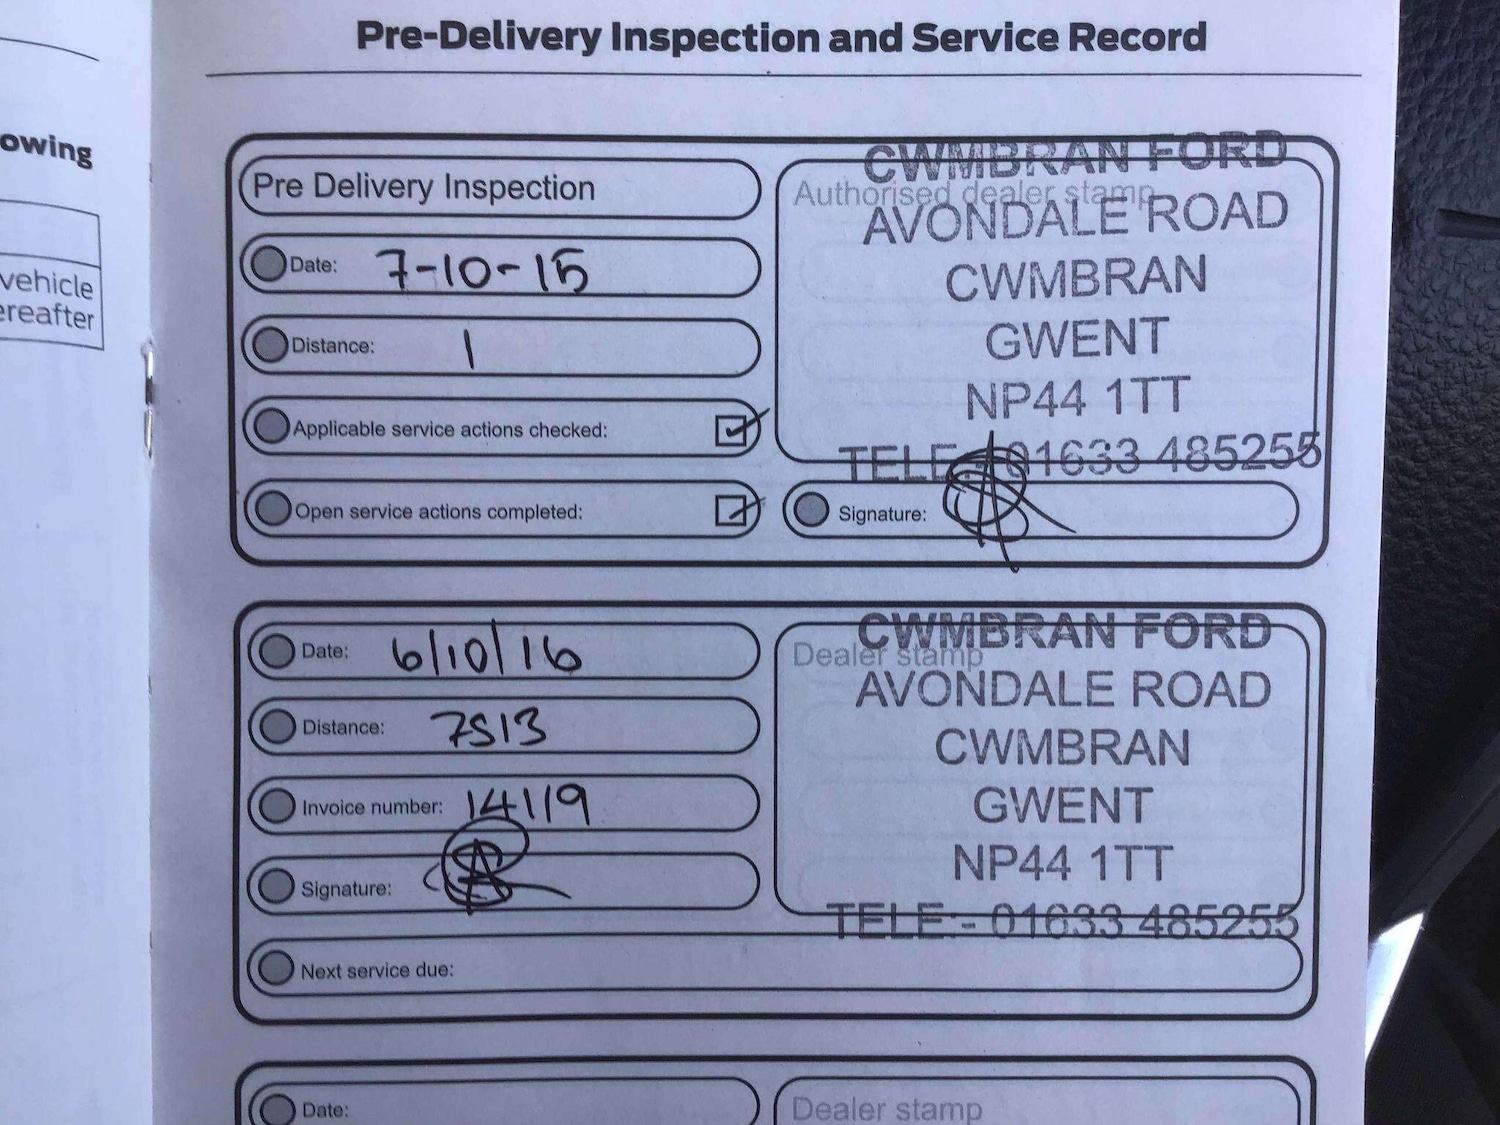 Pre-Delivery Inspection and Service Record
owing
vehicle
ereafter
Pre Delivery Inspection
Date: 7-10-15
Distance: 1
Applicable service actions checked:
Open service actions completed:
Authorised dealer stamp
CWMBRAN FORD
AVONDALE ROAD
CWMBRAN
GWENT
NP44 1TT
TELE:- 01633 485255
Signature:
Date: 6/10/16
Distance: 7513
Invoice number: 14119
Signature:
Next service due:
Dealer stamp
CWMBRAN FORD
AVONDALE ROAD
CWMBRAN
GWENT
NP44 1TT
TELE:- 01633 485255
Date:
Dealer stamp